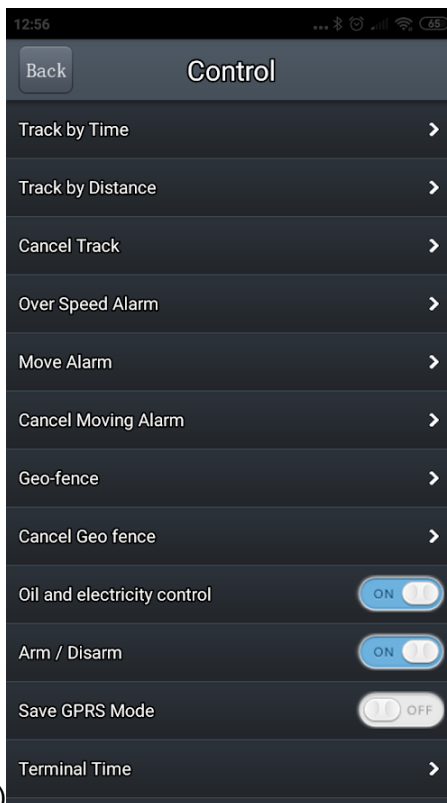 12:56 65
Back Control
Track by Time
Track by Distance
Cancel Track
Over Speed Alarm
Move Alarm
Cancel Moving Alarm
Geo-fence
Cancel Geo fence
Oil and electricity control ON
Arm / Disarm ON
Save GPRS Mode OFF
Terminal Time
)